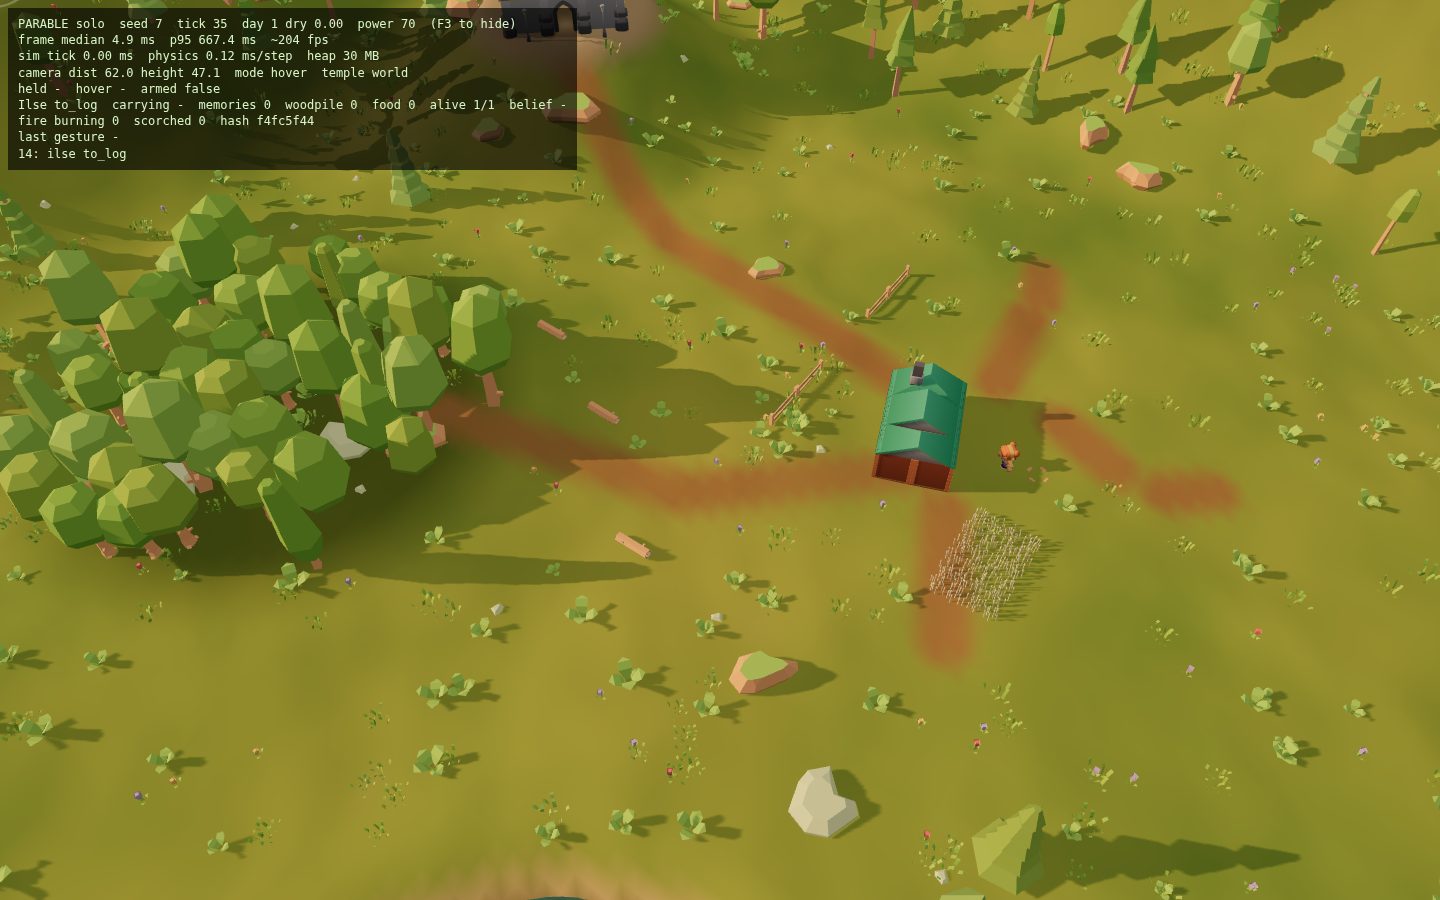 PARABLE solo  seed 7  tick 35  day 1 dry 0.00  power 70  (F3 to hide)
frame median 4.9 ms  p95 667.4 ms  ~204 fps
sim tick 0.00 ms  physics 0.12 ms/step  heap 30 MB
camera dist 62.0 height 47.1  mode hover  temple world
held -  hover -  armed false
Ilse to_log  carrying -  memories 0  woodpile 0  food 0  alive 1/1  belief -
fire burning 0  scorched 0  hash f4fc5f44
last gesture -
14: ilse to_log